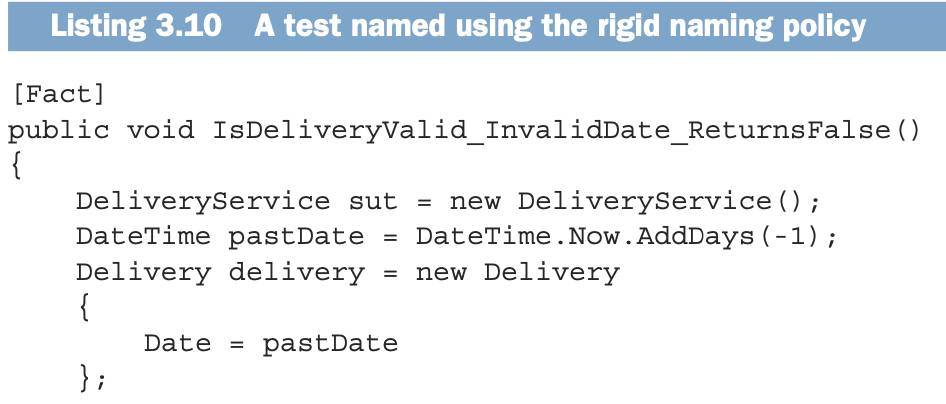 Listing 3.10 A test named using the rigid naming policy
[Fact]
public void IsDeliveryValid_InvalidDate_ReturnsFalse()
{
    DeliveryService sut = new DeliveryService();
    DateTime pastDate = DateTime.Now.AddDays(-1);
    Delivery delivery = new Delivery
    {
        Date = pastDate
    };